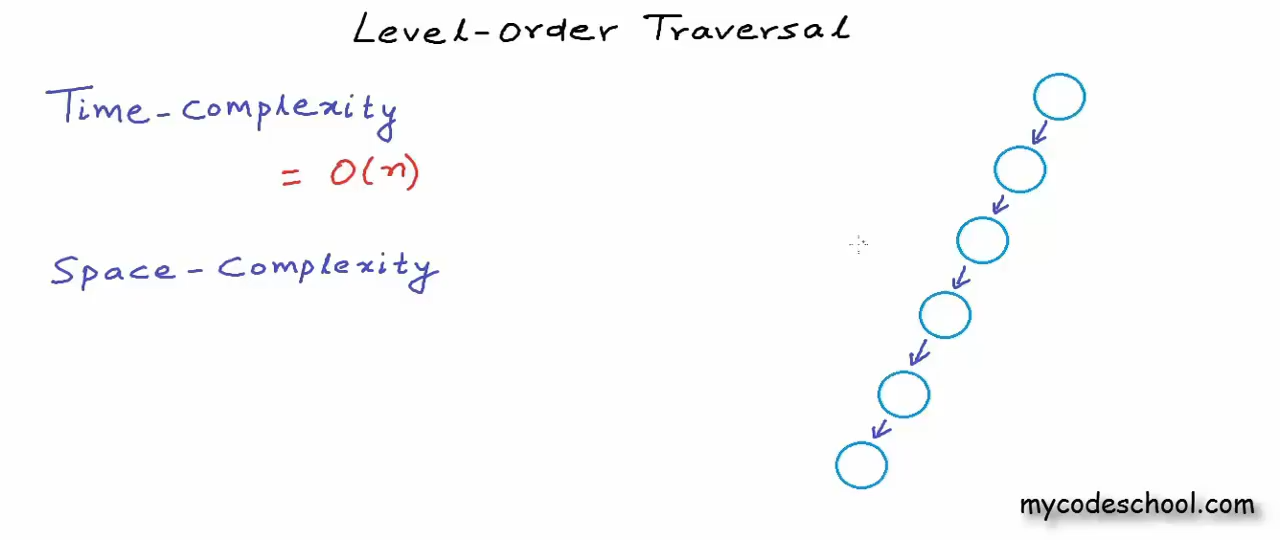 Level-order Traversal
Time-complexity
= O(n)
Space-Complexity
mycodeschool.com